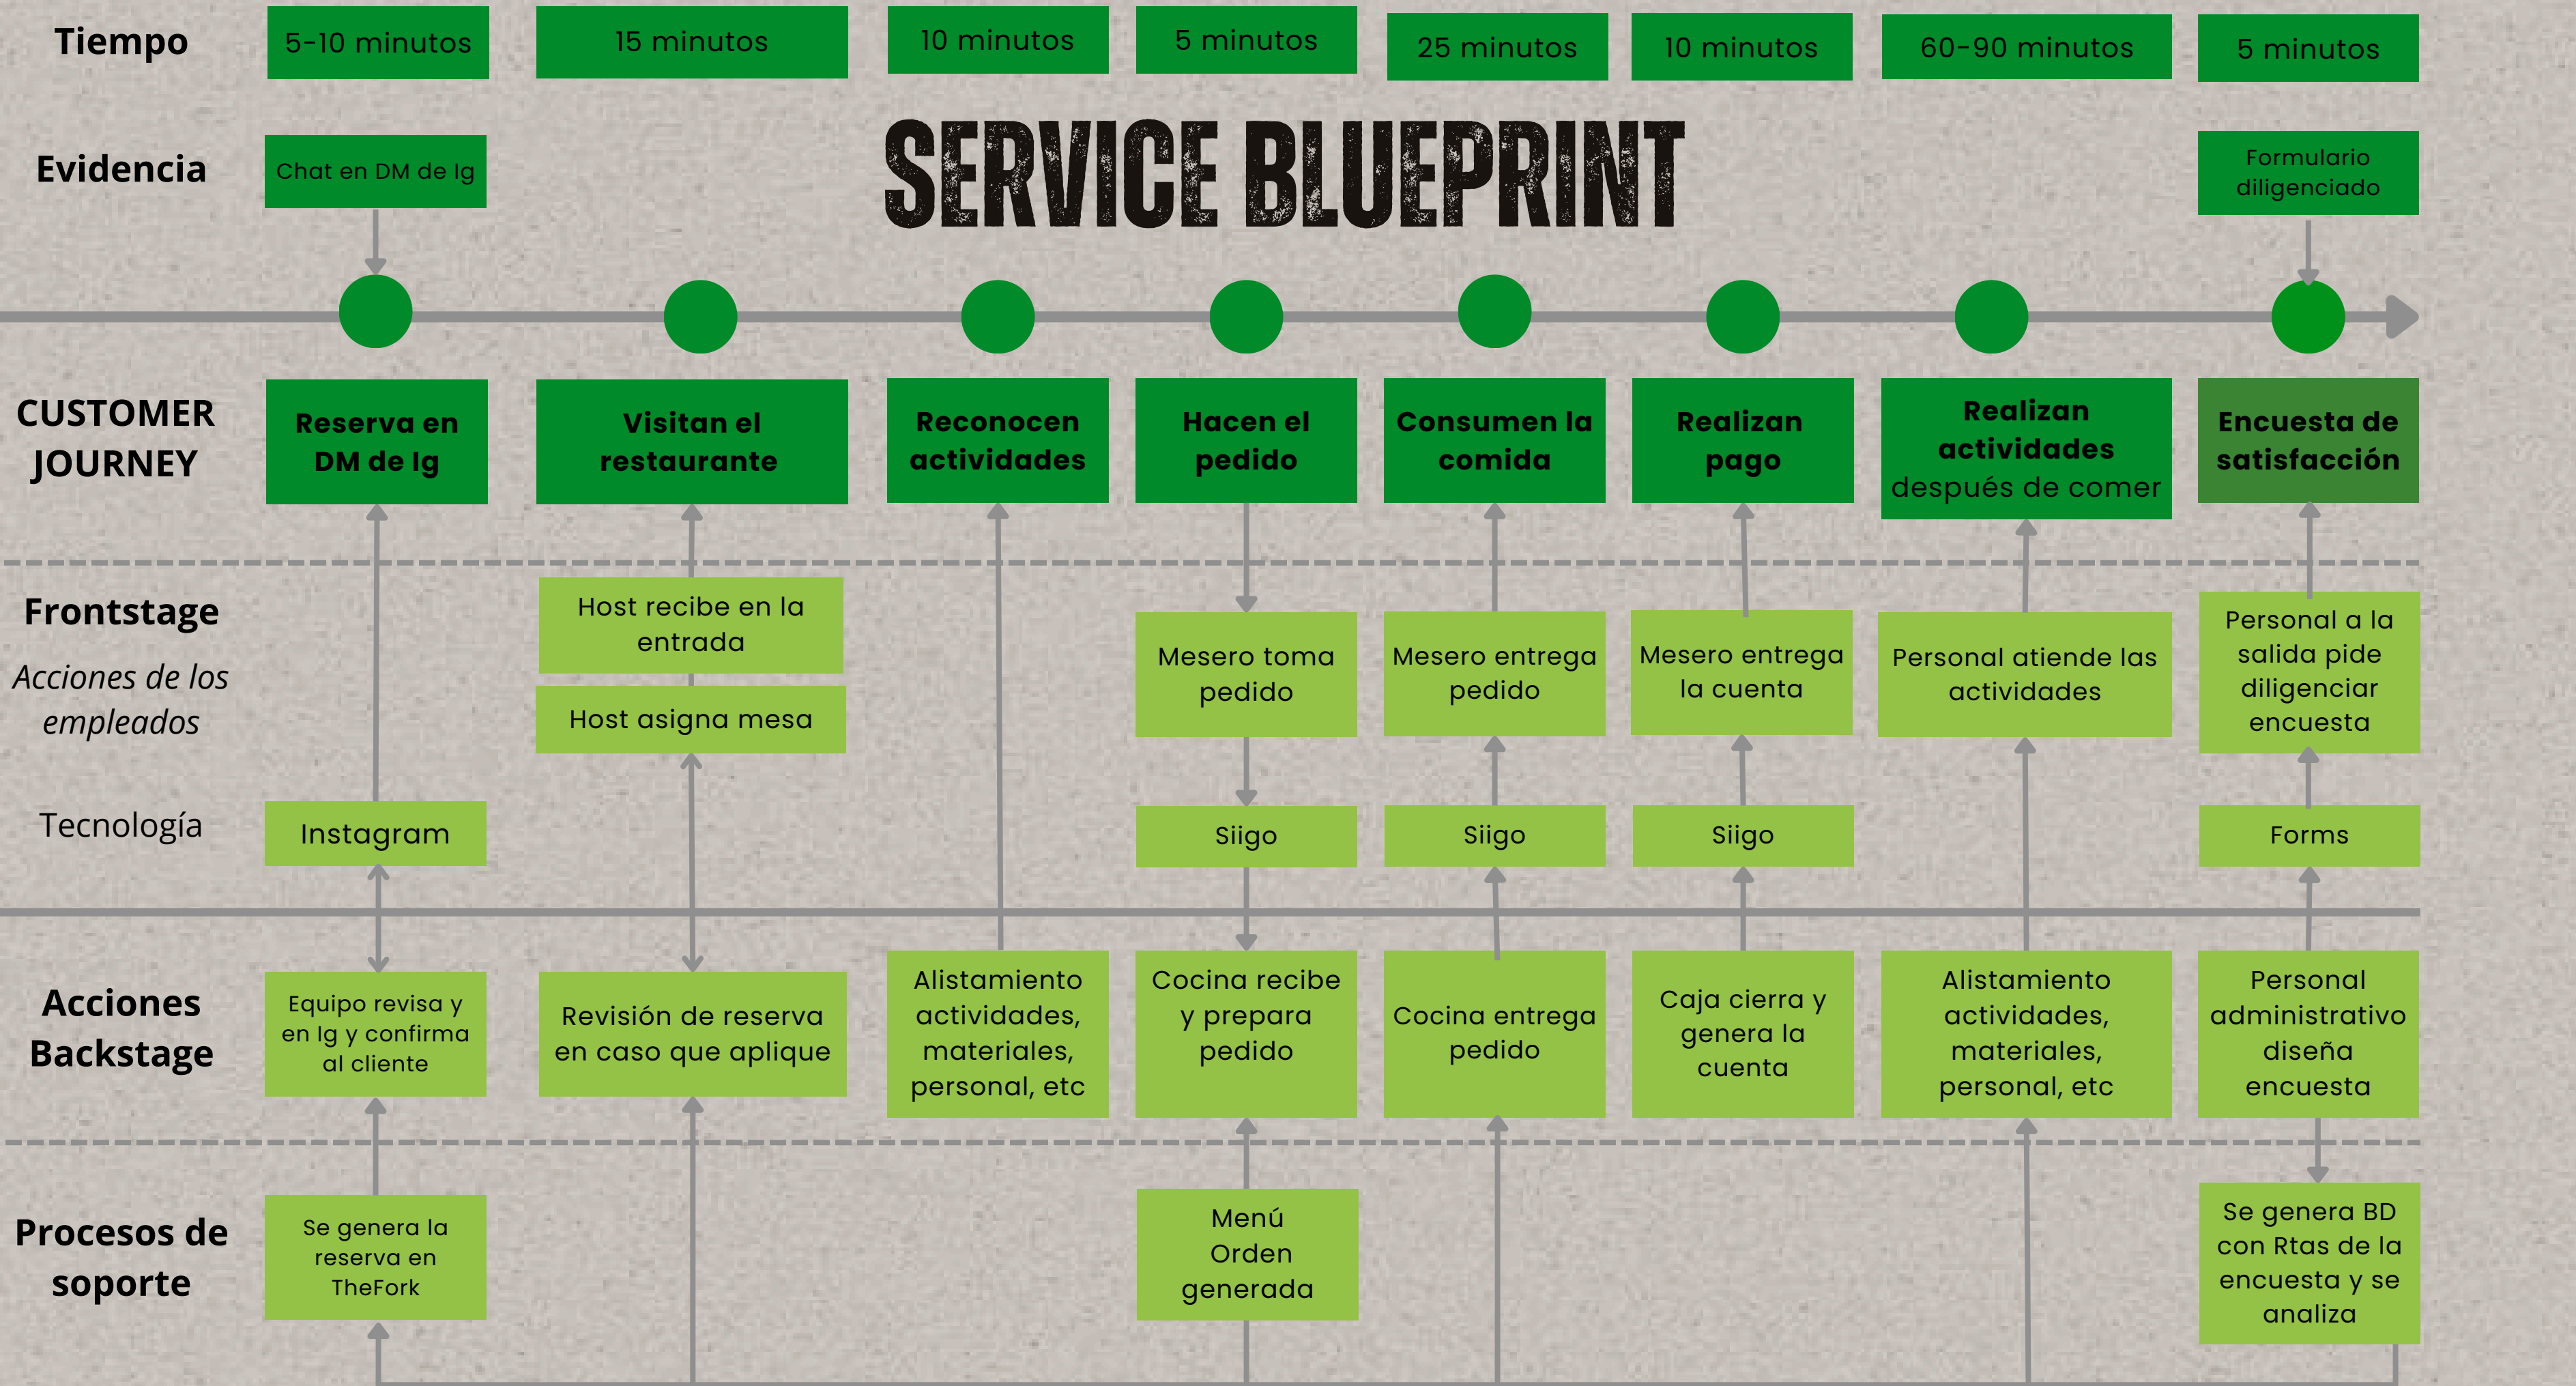 Tiempo
5-10 minutos
15 minutos
10 minutos
5 minutos
25 minutos
10 minutos
60-90 minutos
5 minutos
SERVICE BLUEPRINT
Evidencia
Chat en DM de Ig
Formulario
diligenciado
CUSTOMER
JOURNEY
Reserva en
DM de Ig
Visitan el
restaurante
Reconocen
actividades
Hacen el
pedido
Consumen la
comida
Realizan
pago
Realizan
actividades
después de comer
Encuesta de
satisfacción
Frontstage
Acciones de los
empleados
Host recibe en la
entrada
Host asigna mesa
Mesero toma
pedido
Mesero entrega
pedido
Mesero entrega
la cuenta
Personal atiende las
actividades
Personal a la
salida pide
diligenciar
encuesta
Tecnología
Instagram
Siigo
Siigo
Siigo
Forms
Acciones
Backstage
Equipo revisa y
en Ig y confirma
al cliente
Revisión de reserva
en caso que aplique
Alistamiento
actividades,
materiales,
personal, etc
Cocina recibe
y prepara
pedido
Cocina entrega
pedido
Caja cierra y
genera la
cuenta
Alistamiento
actividades,
materiales,
personal, etc
Personal
administrativo
diseña
encuesta
Procesos de
soporte
Se genera la
reserva en
TheFork
Menú
Orden
generada
Se genera BD
con Rtas de la
encuesta y se
analiza